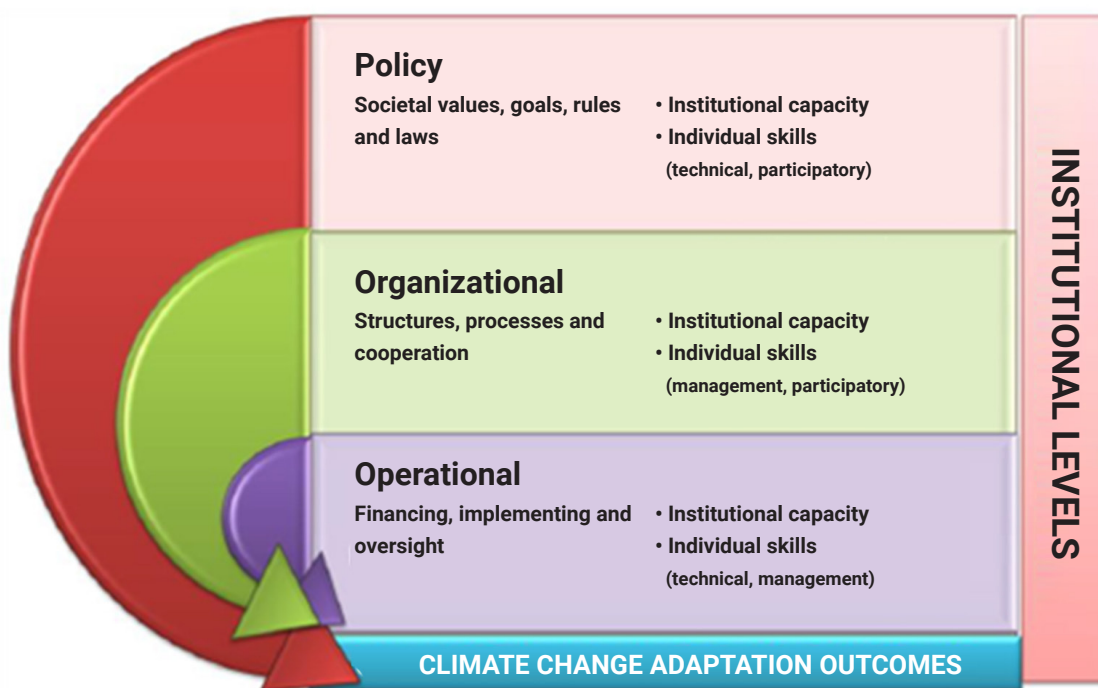 Policy
Societal values, goals, rules
and laws
• Institutional capacity
• Individual skills
(technical, participatory)
Organizational
Structures, processes and
cooperation
• Institutional capacity
• Individual skills
(management, participatory)
Operational
Financing, implementing and
oversight
• Institutional capacity
• Individual skills
(technical, management)
CLIMATE CHANGE ADAPTATION OUTCOMES
INSTITUTIONAL LEVELS